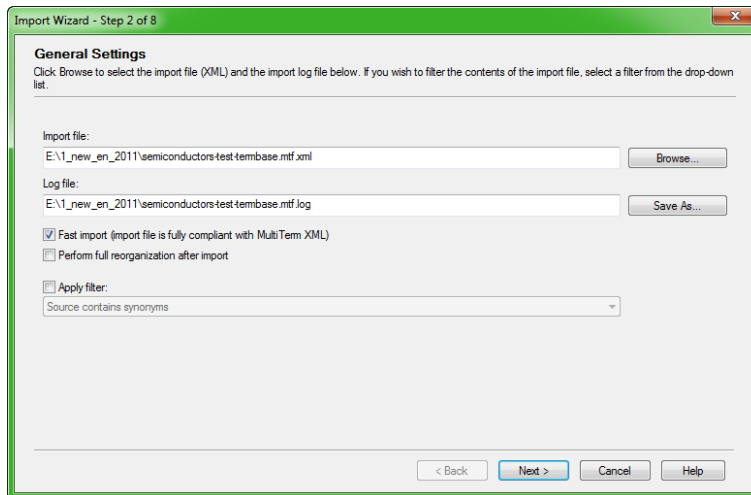 Import Wizard - Step 2 of 8
General Settings
Click Browse to select the import file (XML) and the import log file below. If you wish to filter the contents of the import file, select a filter from the drop-down
list.
Import file:
E:\1_new_en_2011\semiconductors-test-termbase.mtf.xml
Browse...
Log file:
E:\1_new_en_2011\semiconductors-test-termbase.mtf.log
Save As...
Fast import (import file is fully compliant with MultiTerm XML)
Perform full reorganization after import
Apply filter:
Source contains synonyms
< Back
Next >
Cancel
Help